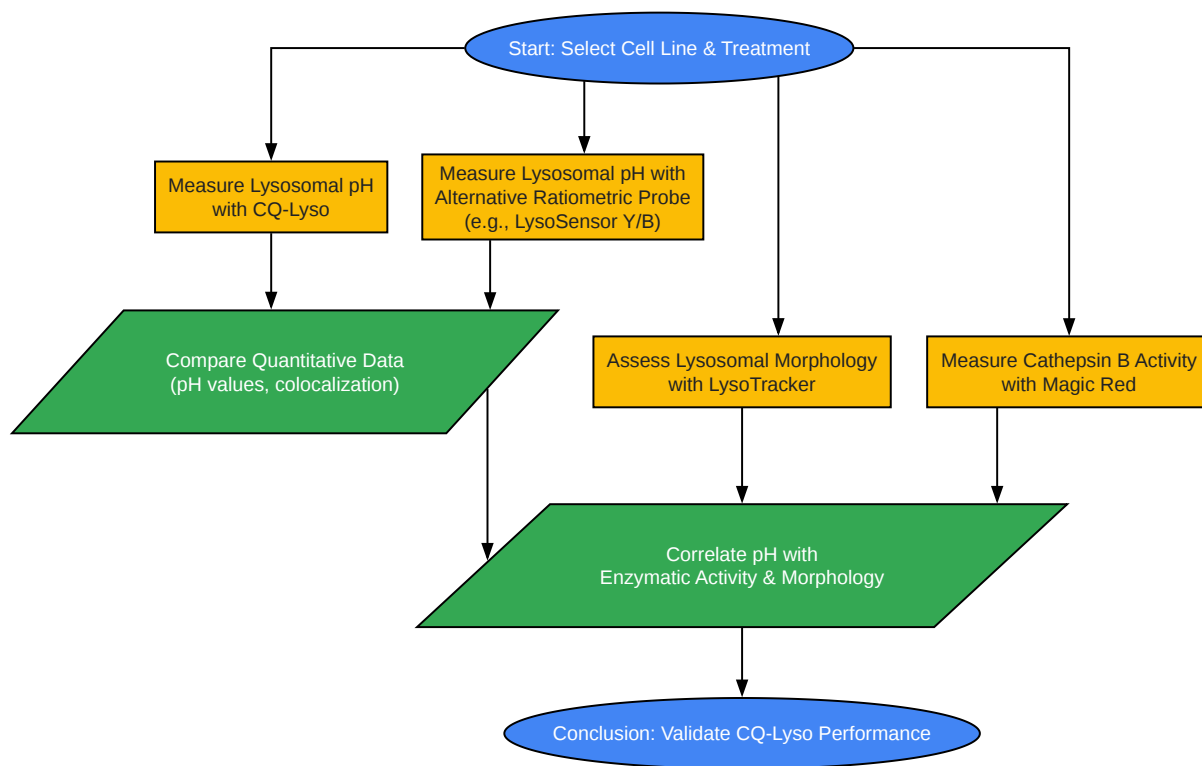 Start: Select Cell Line & Treatment
Measure Lysosomal pH
with CQ-Lyso
Measure Lysosomal pH with
Alternative Ratiometric Probe
(e.g., LysoSensor Y/B)
Compare Quantitative Data
(pH values, colocalization)
Assess Lysosomal Morphology
with LysoTracker
Measure Cathepsin B Activity
with Magic Red
Correlate pH with
Enzymatic Activity & Morphology
Conclusion: Validate CQ-Lyso Performance